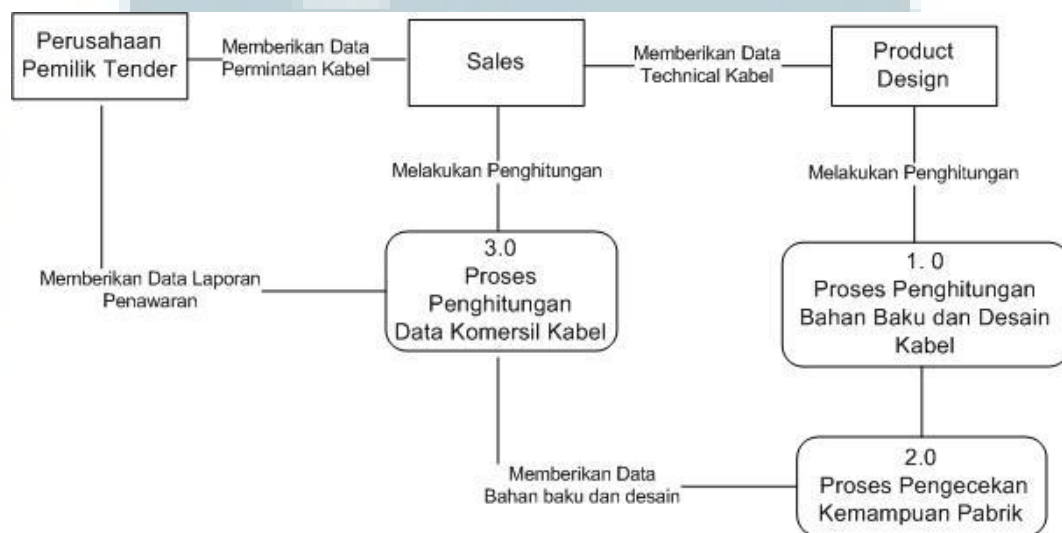 Perusahaan
Pemilik Tender
Memberikan Data
Permintaan Kabel
Sales
Memberikan Data
Technical Kabel
Product
Design
Melakukan Penghitungan
Melakukan Penghitungan
3.0
Proses
Penghitungan
Data Komersil Kabel
1. 0
Proses Penghitungan
Bahan Baku dan Desain
Kabel
Memberikan Data Laporan
Penawaran
2.0
Proses Pengecekan
Kemampuan Pabrik
Memberikan Data
Bahan baku dan desain